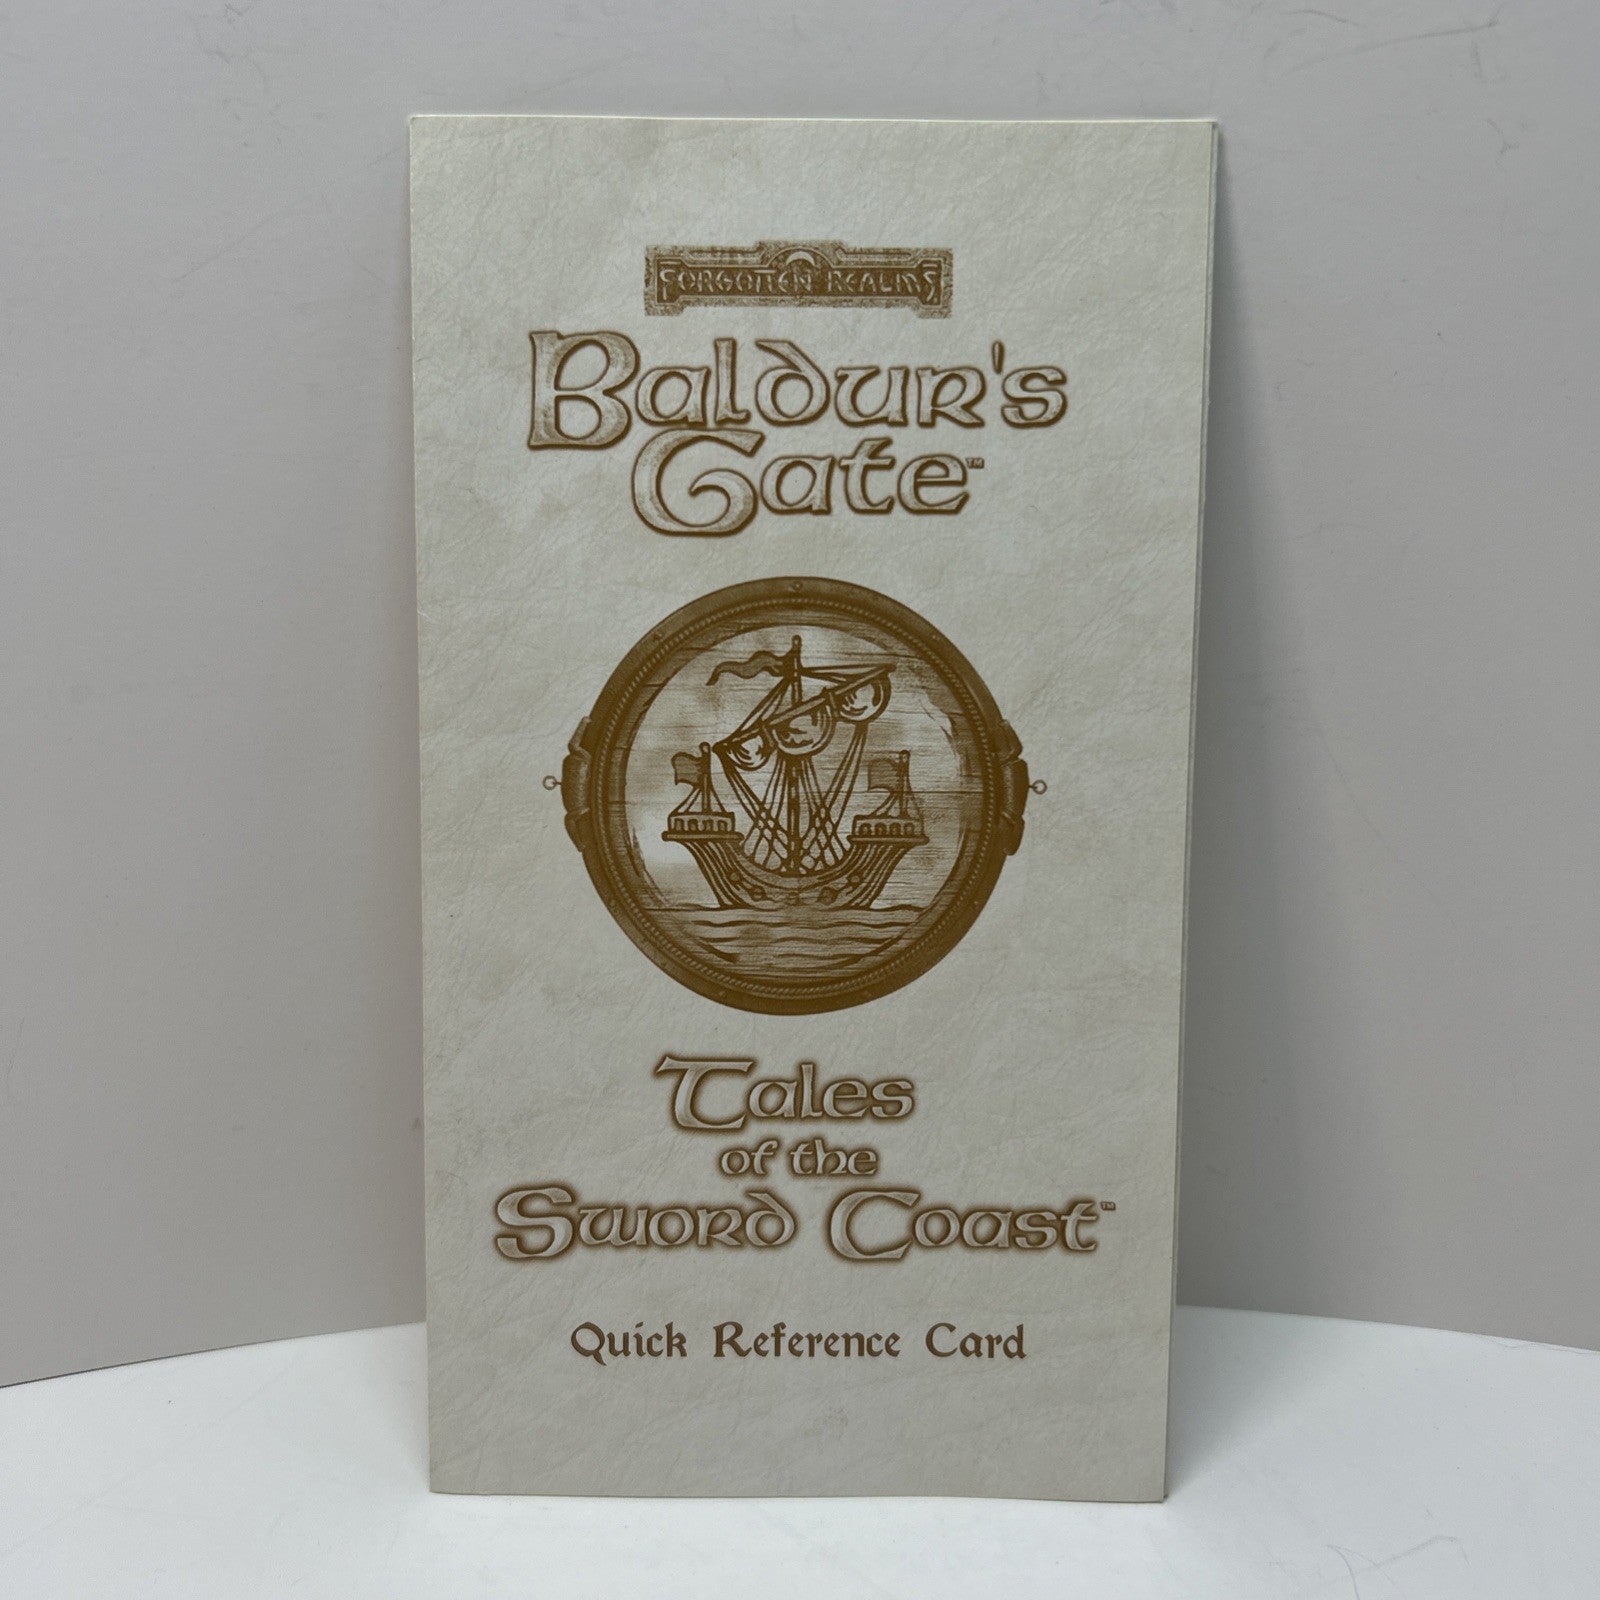 FORGOTTEN REALMS
Baldur's
Gate™
Tales
of the
Sword Coast™
Quick Reference Card